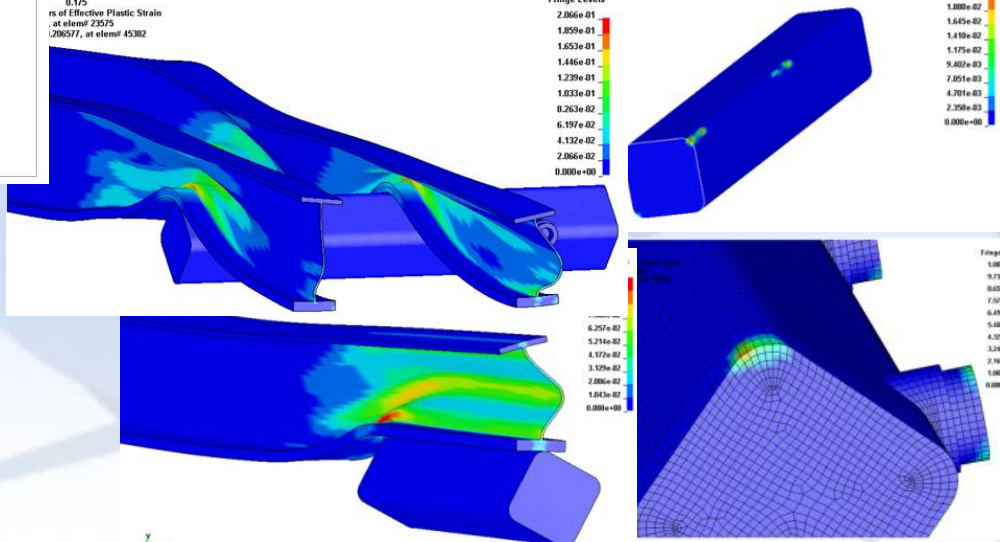 0.175
rs of Effective Plastic Strain
, at elem# 23575
.206577, at elem# 45382
Fringe Levels
2.066e-01
1.859e-01
1.653e-01
1.446e-01
1.239e-01
1.033e-01
8.263e-02
6.197e-02
4.132e-02
2.066e-02
0.000e+00
1.880e-02
1.645e-02
1.410e-02
1.175e-02
9.402e-03
7.051e-03
4.701e-03
2.350e-03
0.000e+00
6.257e-02
5.214e-02
4.172e-02
3.129e-02
2.086e-02
1.043e-02
0.000e+00
Fringe
Y